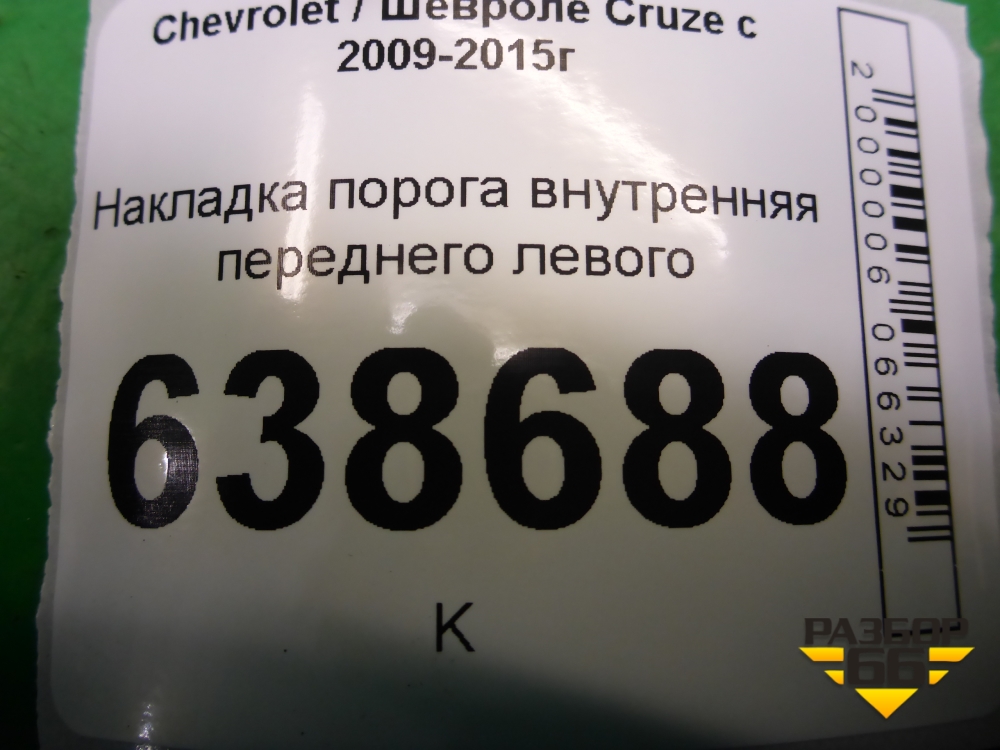 Chevrolet / Шевроле Cruze с
2009-2015г
Накладка порога внутренняя
переднего левого
638688
К
2000006066329
РАЗБОР
66